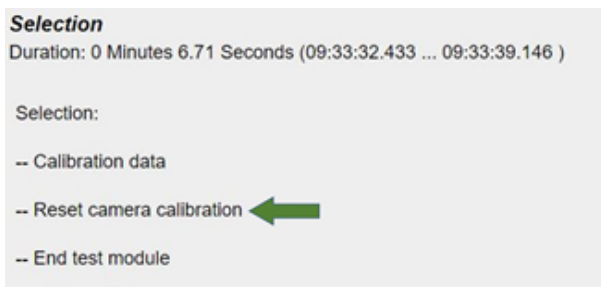 Selection
Duration: 0 Minutes 6.71 Seconds (09:33:32.433 ... 09:33:39.146 )
Selection:
-- Calibration data
-- Reset camera calibration
-- End test module